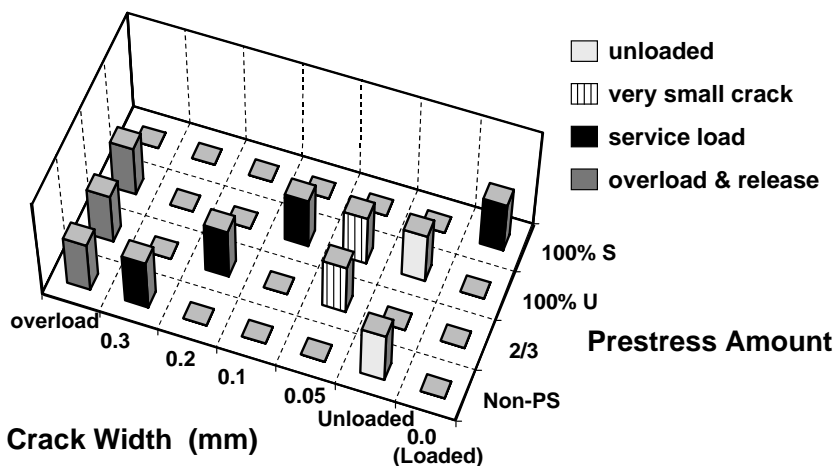 unloaded
very small crack
service load
overload & release
100% S
100% U
2/3
Non-PS
Prestress Amount
overload
0.3
0.2
0.1
0.05
Unloaded
0.0
(Loaded)
Crack Width (mm)